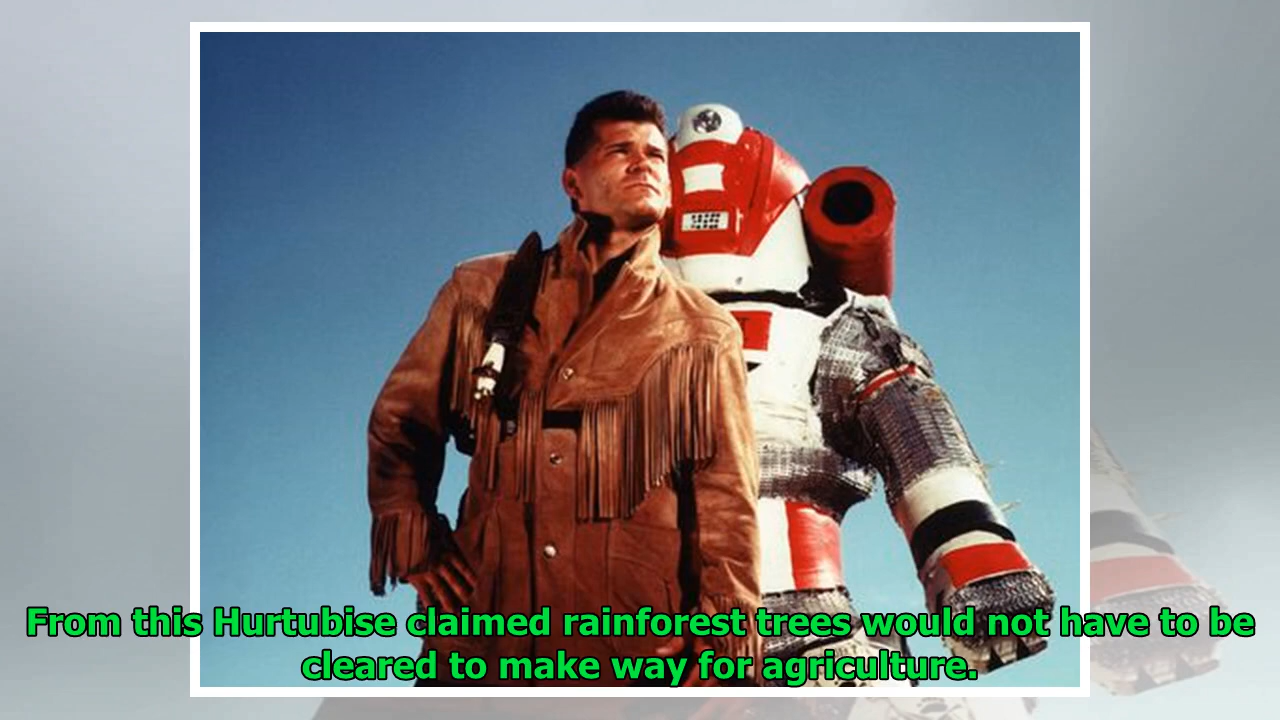 From this Hurtubise claimed rainforest trees would not have to be
cleared to make way for agriculture.